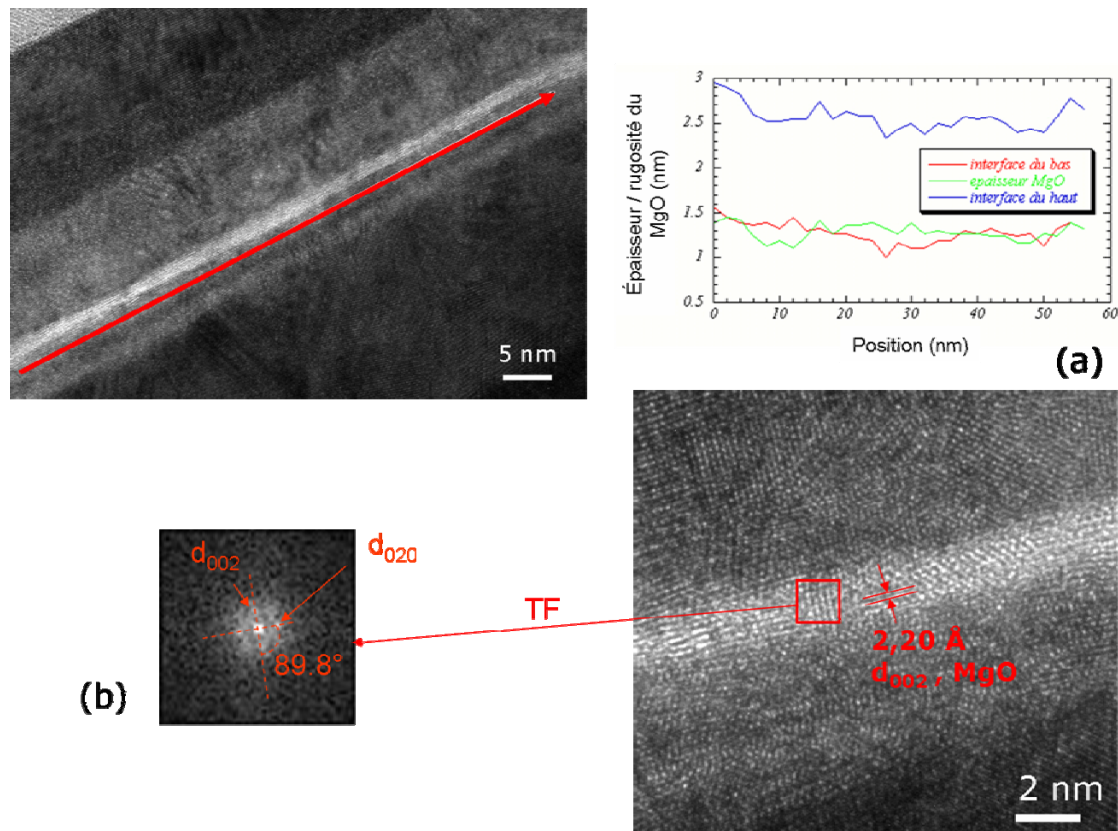 5 nm
Épaisseur / rugosité du
MgO (nm)
3
2.5
2
1.5
1
0.5
0
10
20
30
40
50
60
Position (nm)
interface du bas
epaisseur MgO
interface du haut
(a)
d002
d020
89.8°
(b)
TF
2,20 Å
d002 , MgO
2 nm